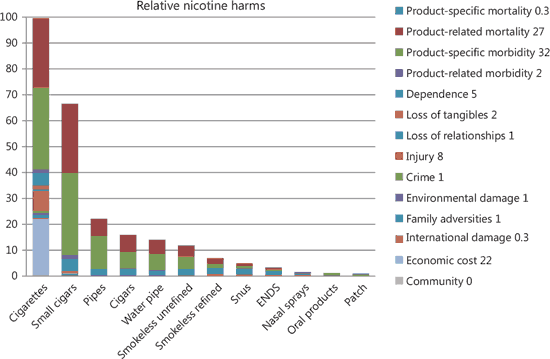 Relative nicotine harms
100
90
80
70
60
50
40
30
20
10
0
Cigarettes
Small cigars
Pipes
Cigars
Water pipe
Smokeless unrefined
Smokeless refined
Snus
ENDS
Nasal sprays
Oral products
Patch
Product-specific mortality 0.3
Product-related mortality 27
Product-specific morbidity 32
Product-related morbidity 2
Dependence 5
Loss of tangibles 2
Loss of relationships 1
Injury 8
Crime 1
Environmental damage 1
Family adversities 1
International damage 0.3
Economic cost 22
Community 0